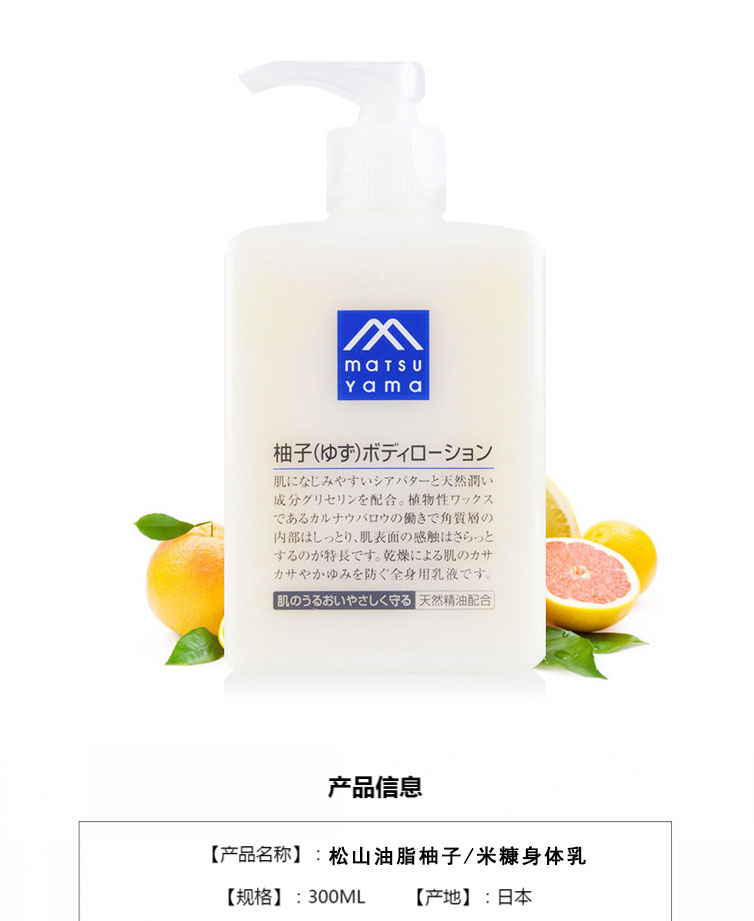 matsu
yama
柚子(ゆず)ボディローション
肌になじみやすいシアバターと天然潤い
成分グリセリンを配合。植物性ワックス
であるカルナウバロウの働きで角質層の
内部はしっとり、肌表面の感触はさらっと
するのが特長です。乾燥による肌のカサ
カサやかゆみを防ぐ全身用乳液です。
肌のうるおいやさしく守る 天然精油配合
产品信息
【产品名称】:松山油脂柚子/米糠身体乳
【规格】:300ML 【产地】:日本